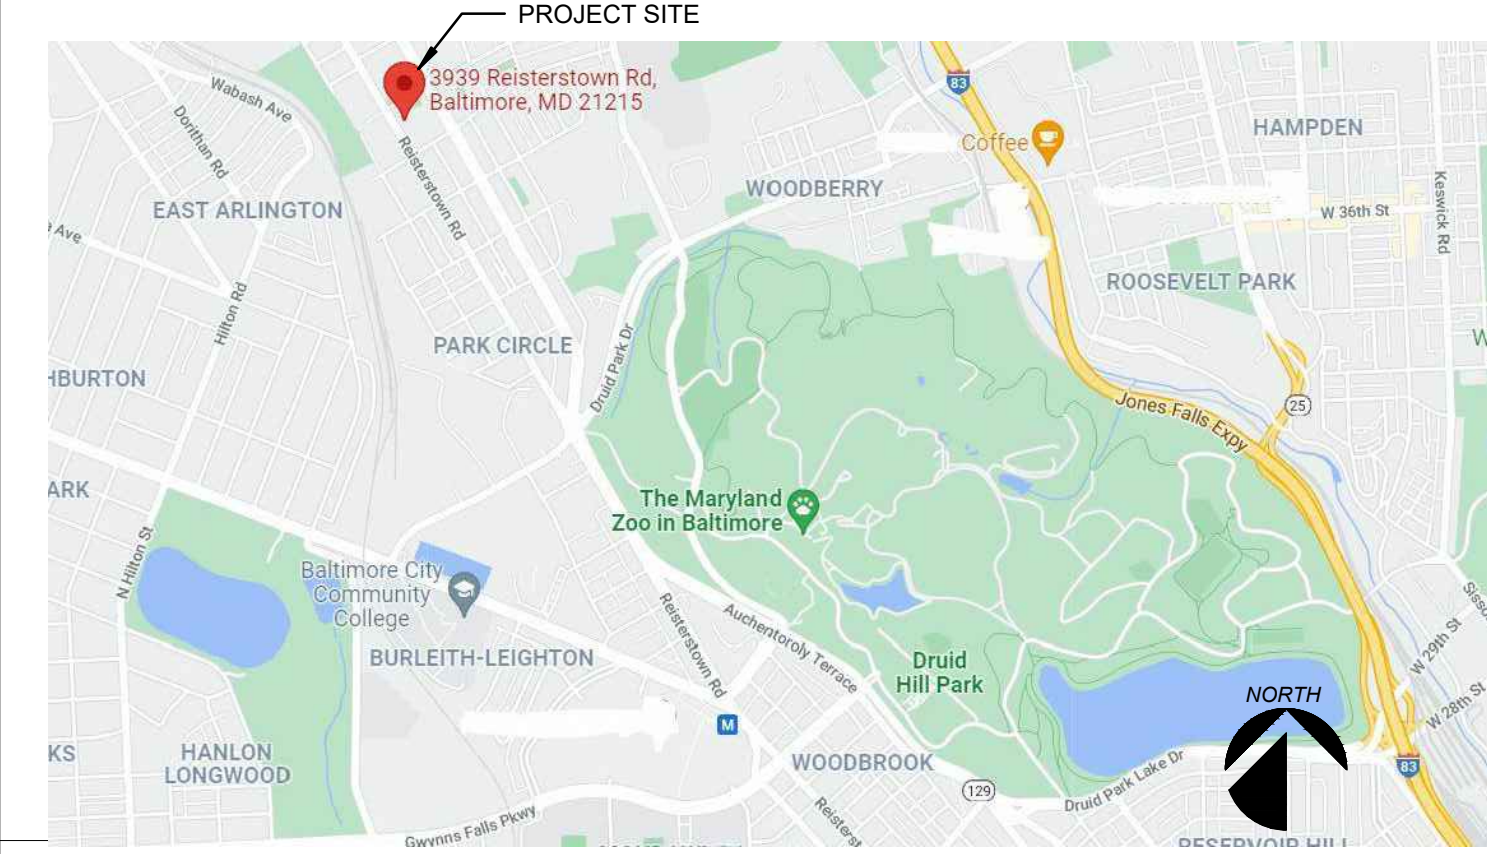 PROJECT SITE
3939 Reisterstown Rd,
Baltimore, MD 21215
83
Wabash Ave
Dorithan Rd
Coffee
HAMPDEN
Reisterstown Rd
WOODBERRY
Keswick Rd
EAST ARLINGTON
W 36th St
Ave
ROOSEVELT PARK
Hilton Rd
PARK CIRCLE
Druid Park Dr
HBURTON
Jones Falls Expy
25
ARK
The Maryland
Zoo in Baltimore
N Hilton St
Baltimore City
Community
College
Reisterstown Rd
Auchentoroly Terrace
W 29th St
BURLEITH-LEIGHTON
Druid
Hill Park
NORTH
W 28th St
M
KS
HANLON
LONGWOOD
WOODBROOK
83
Druid Park Lake Dr
129
Gwynns Falls Pkwy
Reisterst
RESERVOIR HILL